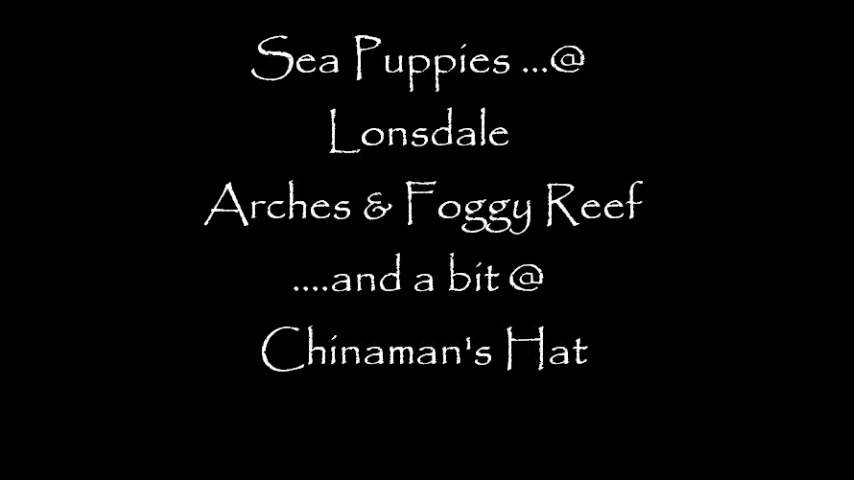 Sea Puppies ...@
Lonsdale
Arches & Foggy Reef
....and a bit @
Chinaman's Hat